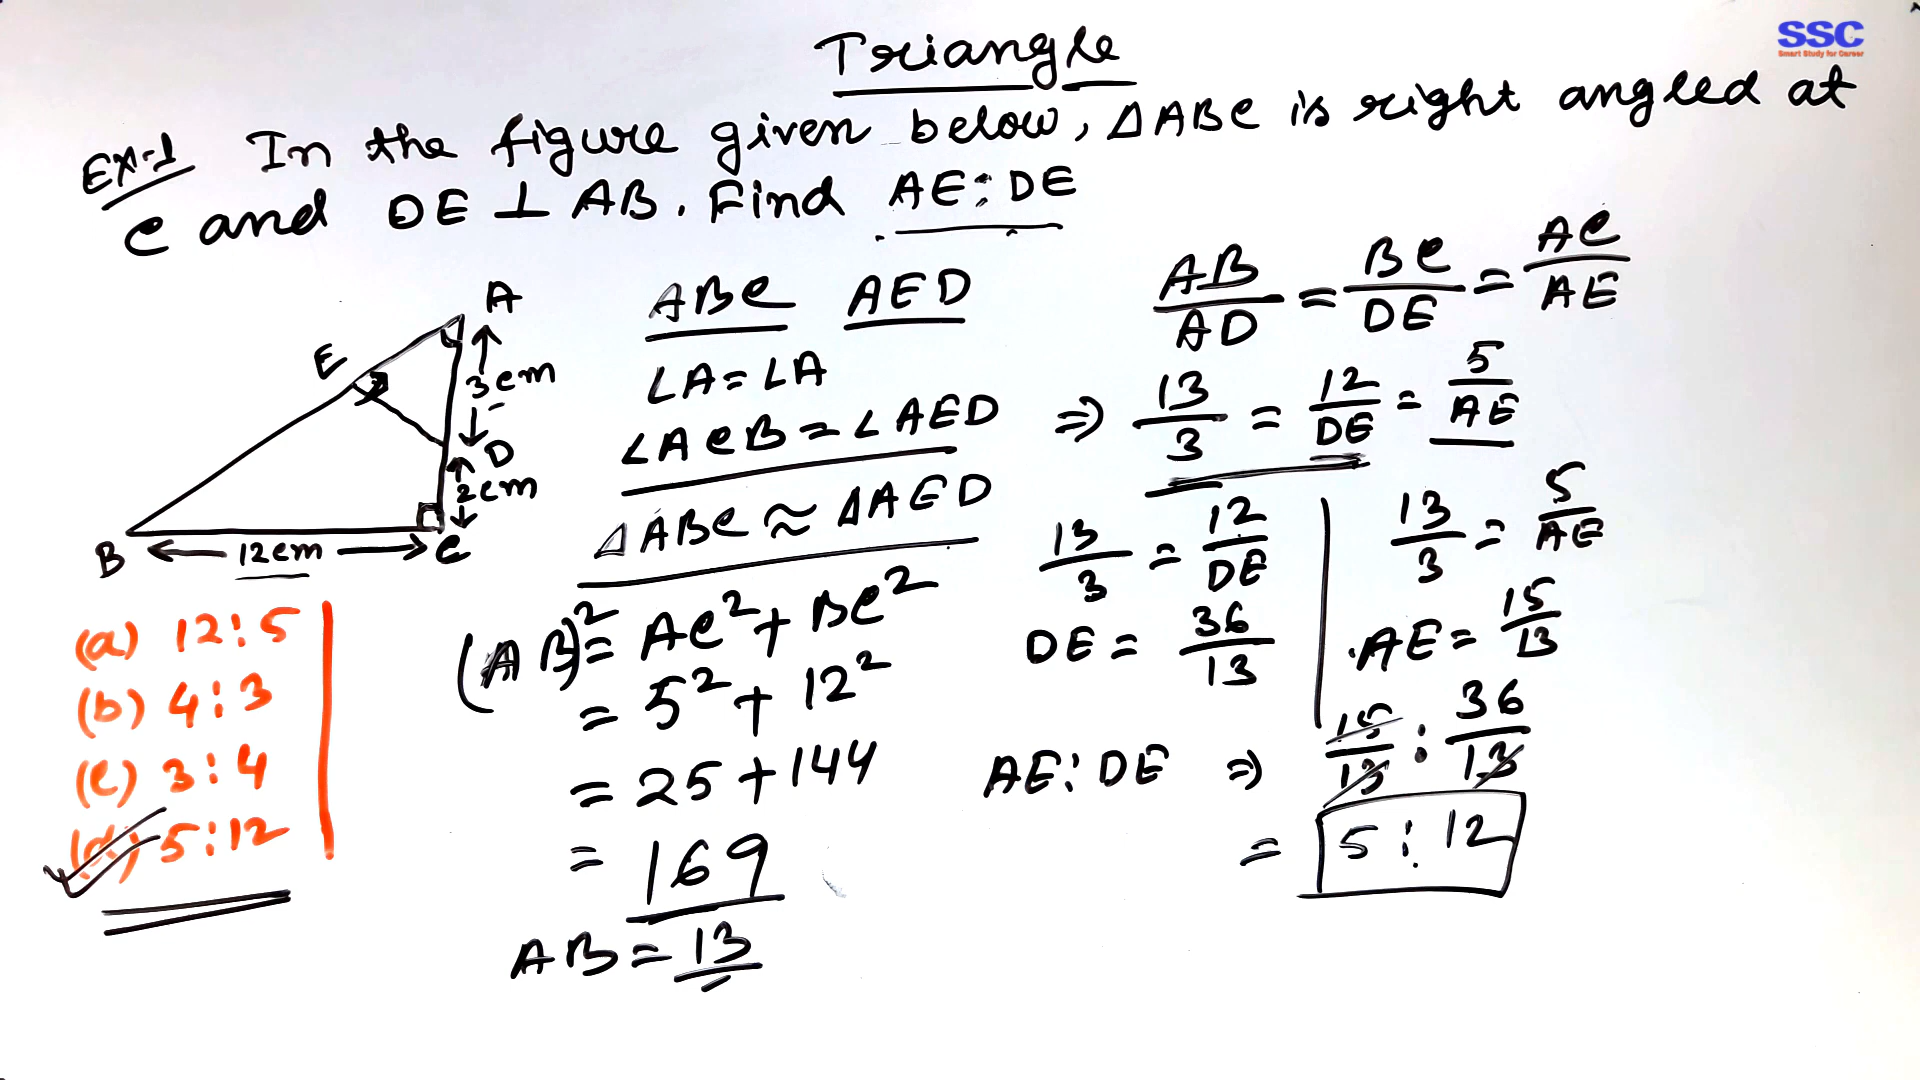 SSC
Smart Study for Career
Triangle
Ex-1 In the figure given below, ΔABC is right angled at
C and DE ⊥ AB. Find AE:DE
A
E
3cm
D
2cm
B
12cm
C
(a) 12:5
(b) 4:3
(c) 3:4
(d) 5:12
ABC AED
∠A=∠A
∠ACB=∠AED
ΔABC ≈ ΔAED
(AB)²=AC²+BC²
=5²+12²
=25+144
=169
AB=13
AB/AD=BC/DE=AC/AE
⇒ 13/3=12/DE=5/AE
13/3=12/DE
DE=36/13
13/3=5/AE
AE=15/13
AE:DE ⇒ 15/13:36/13
=5:12